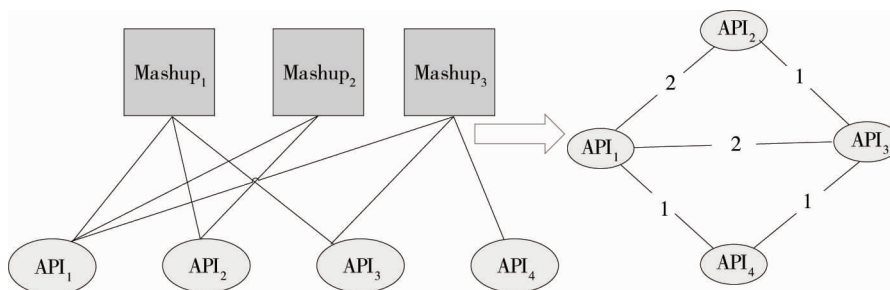 Mashup₁ Mashup₂ Mashup₃
API₁ API₂ API₃ API₄
API₂
2 1
API₁ 2 API₃
1 1
API₄